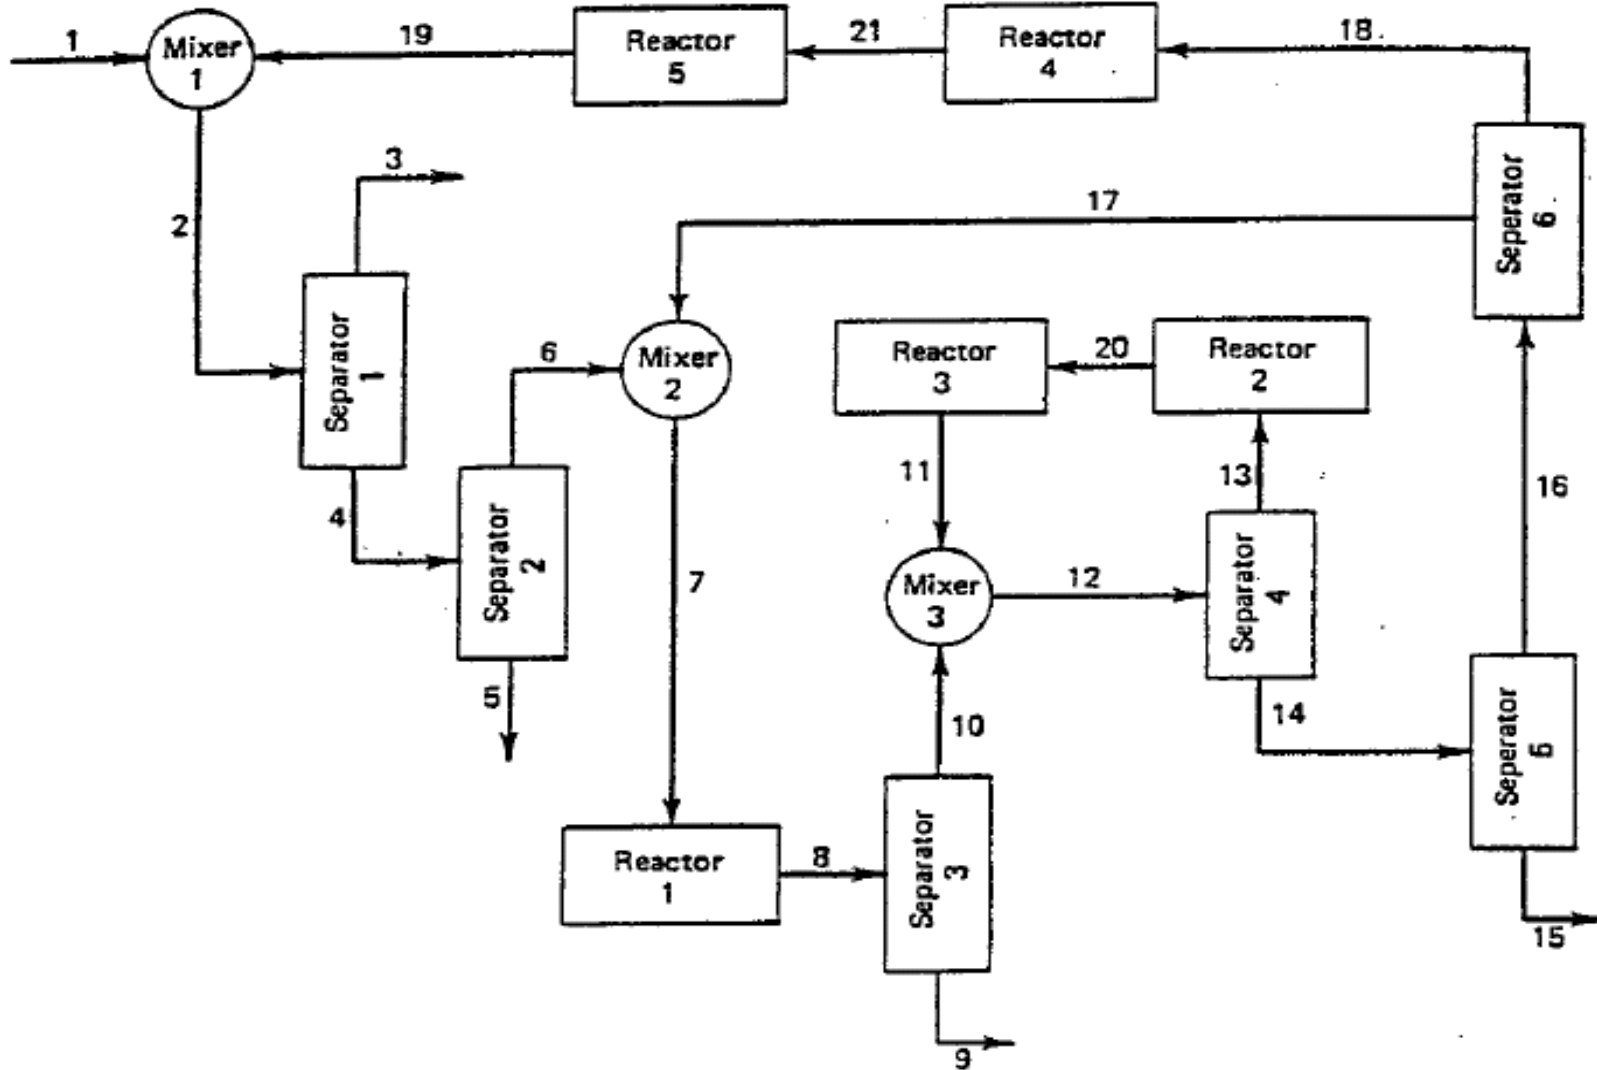 1
Mixer
1
19
Reactor
5
21
Reactor
4
18.
3
2
17
Seperator
6
Separator
1
6
Mixer
2
Reactor
3
20
Reactor
2
4
11
13
16
Separator
2
7
Mixer
3
12
Separator
4
5
10
14
Seperator
5
Reactor
1
8
Separator
3
15
9